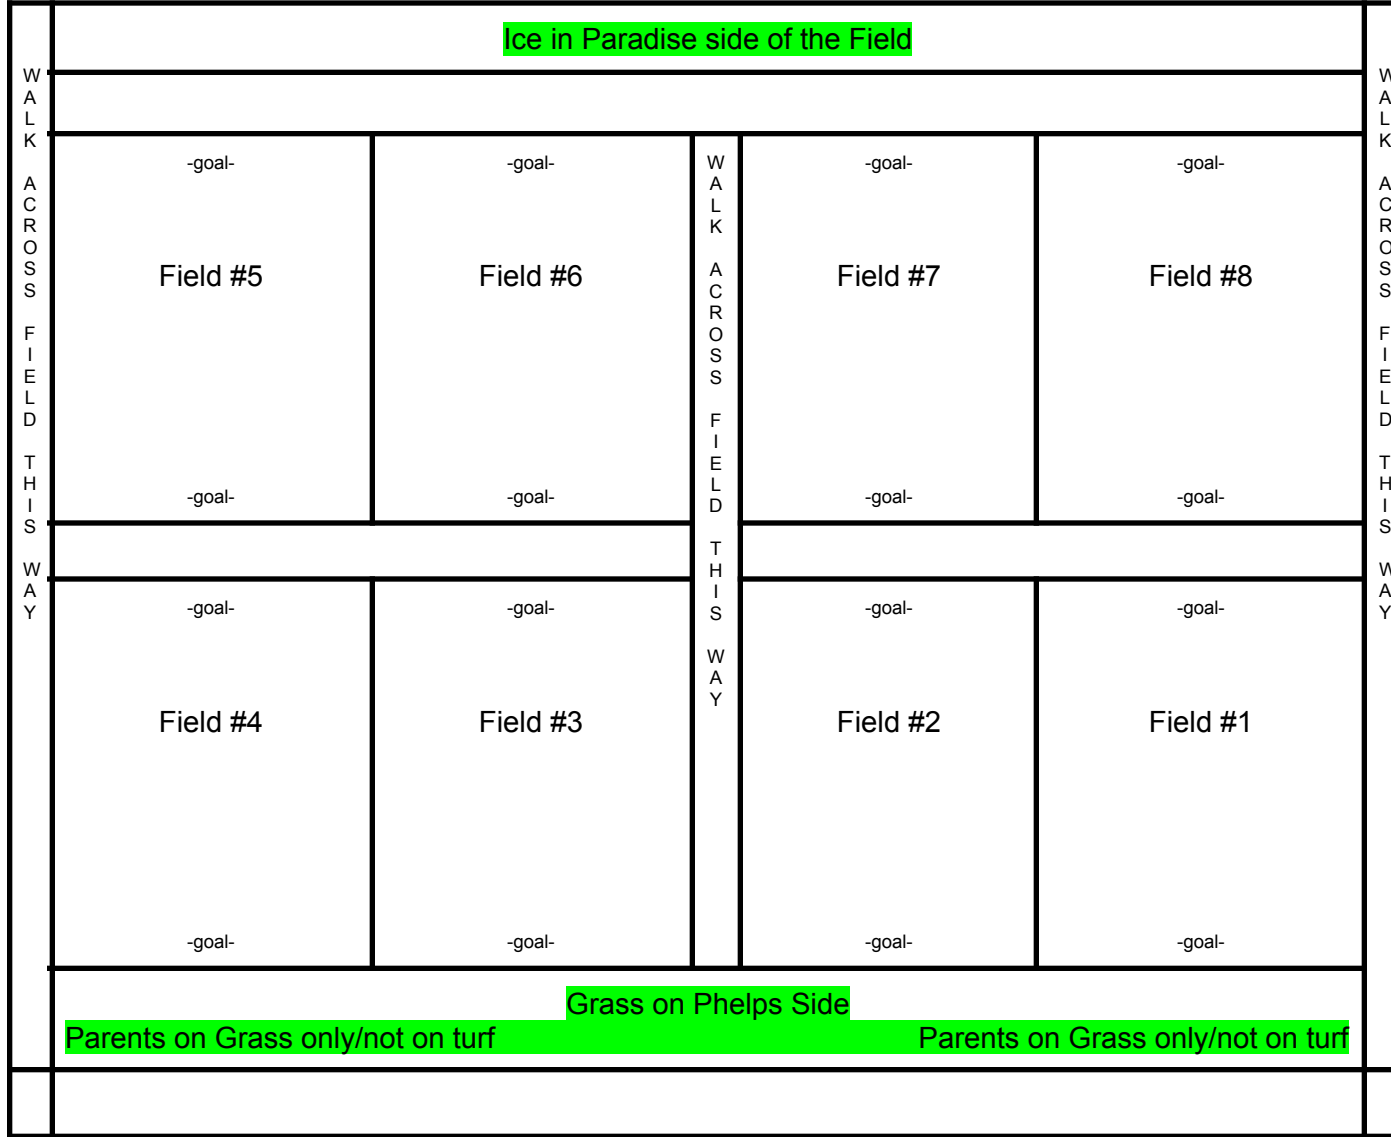 Ice in Paradise side of the Field
WALK ACROSS FIELD THIS WAY
-goal- -goal- WALK ACROSS FIELD THIS WAY -goal- -goal-
WALK ACROSS FIELD THIS WAY
Field #5 Field #6 Field #7 Field #8
-goal- -goal- -goal- -goal-
-goal- -goal- -goal- -goal-
Field #4 Field #3 Field #2 Field #1
-goal- -goal- -goal- -goal-
Grass on Phelps Side
Parents on Grass only/not on turf Parents on Grass only/not on turf